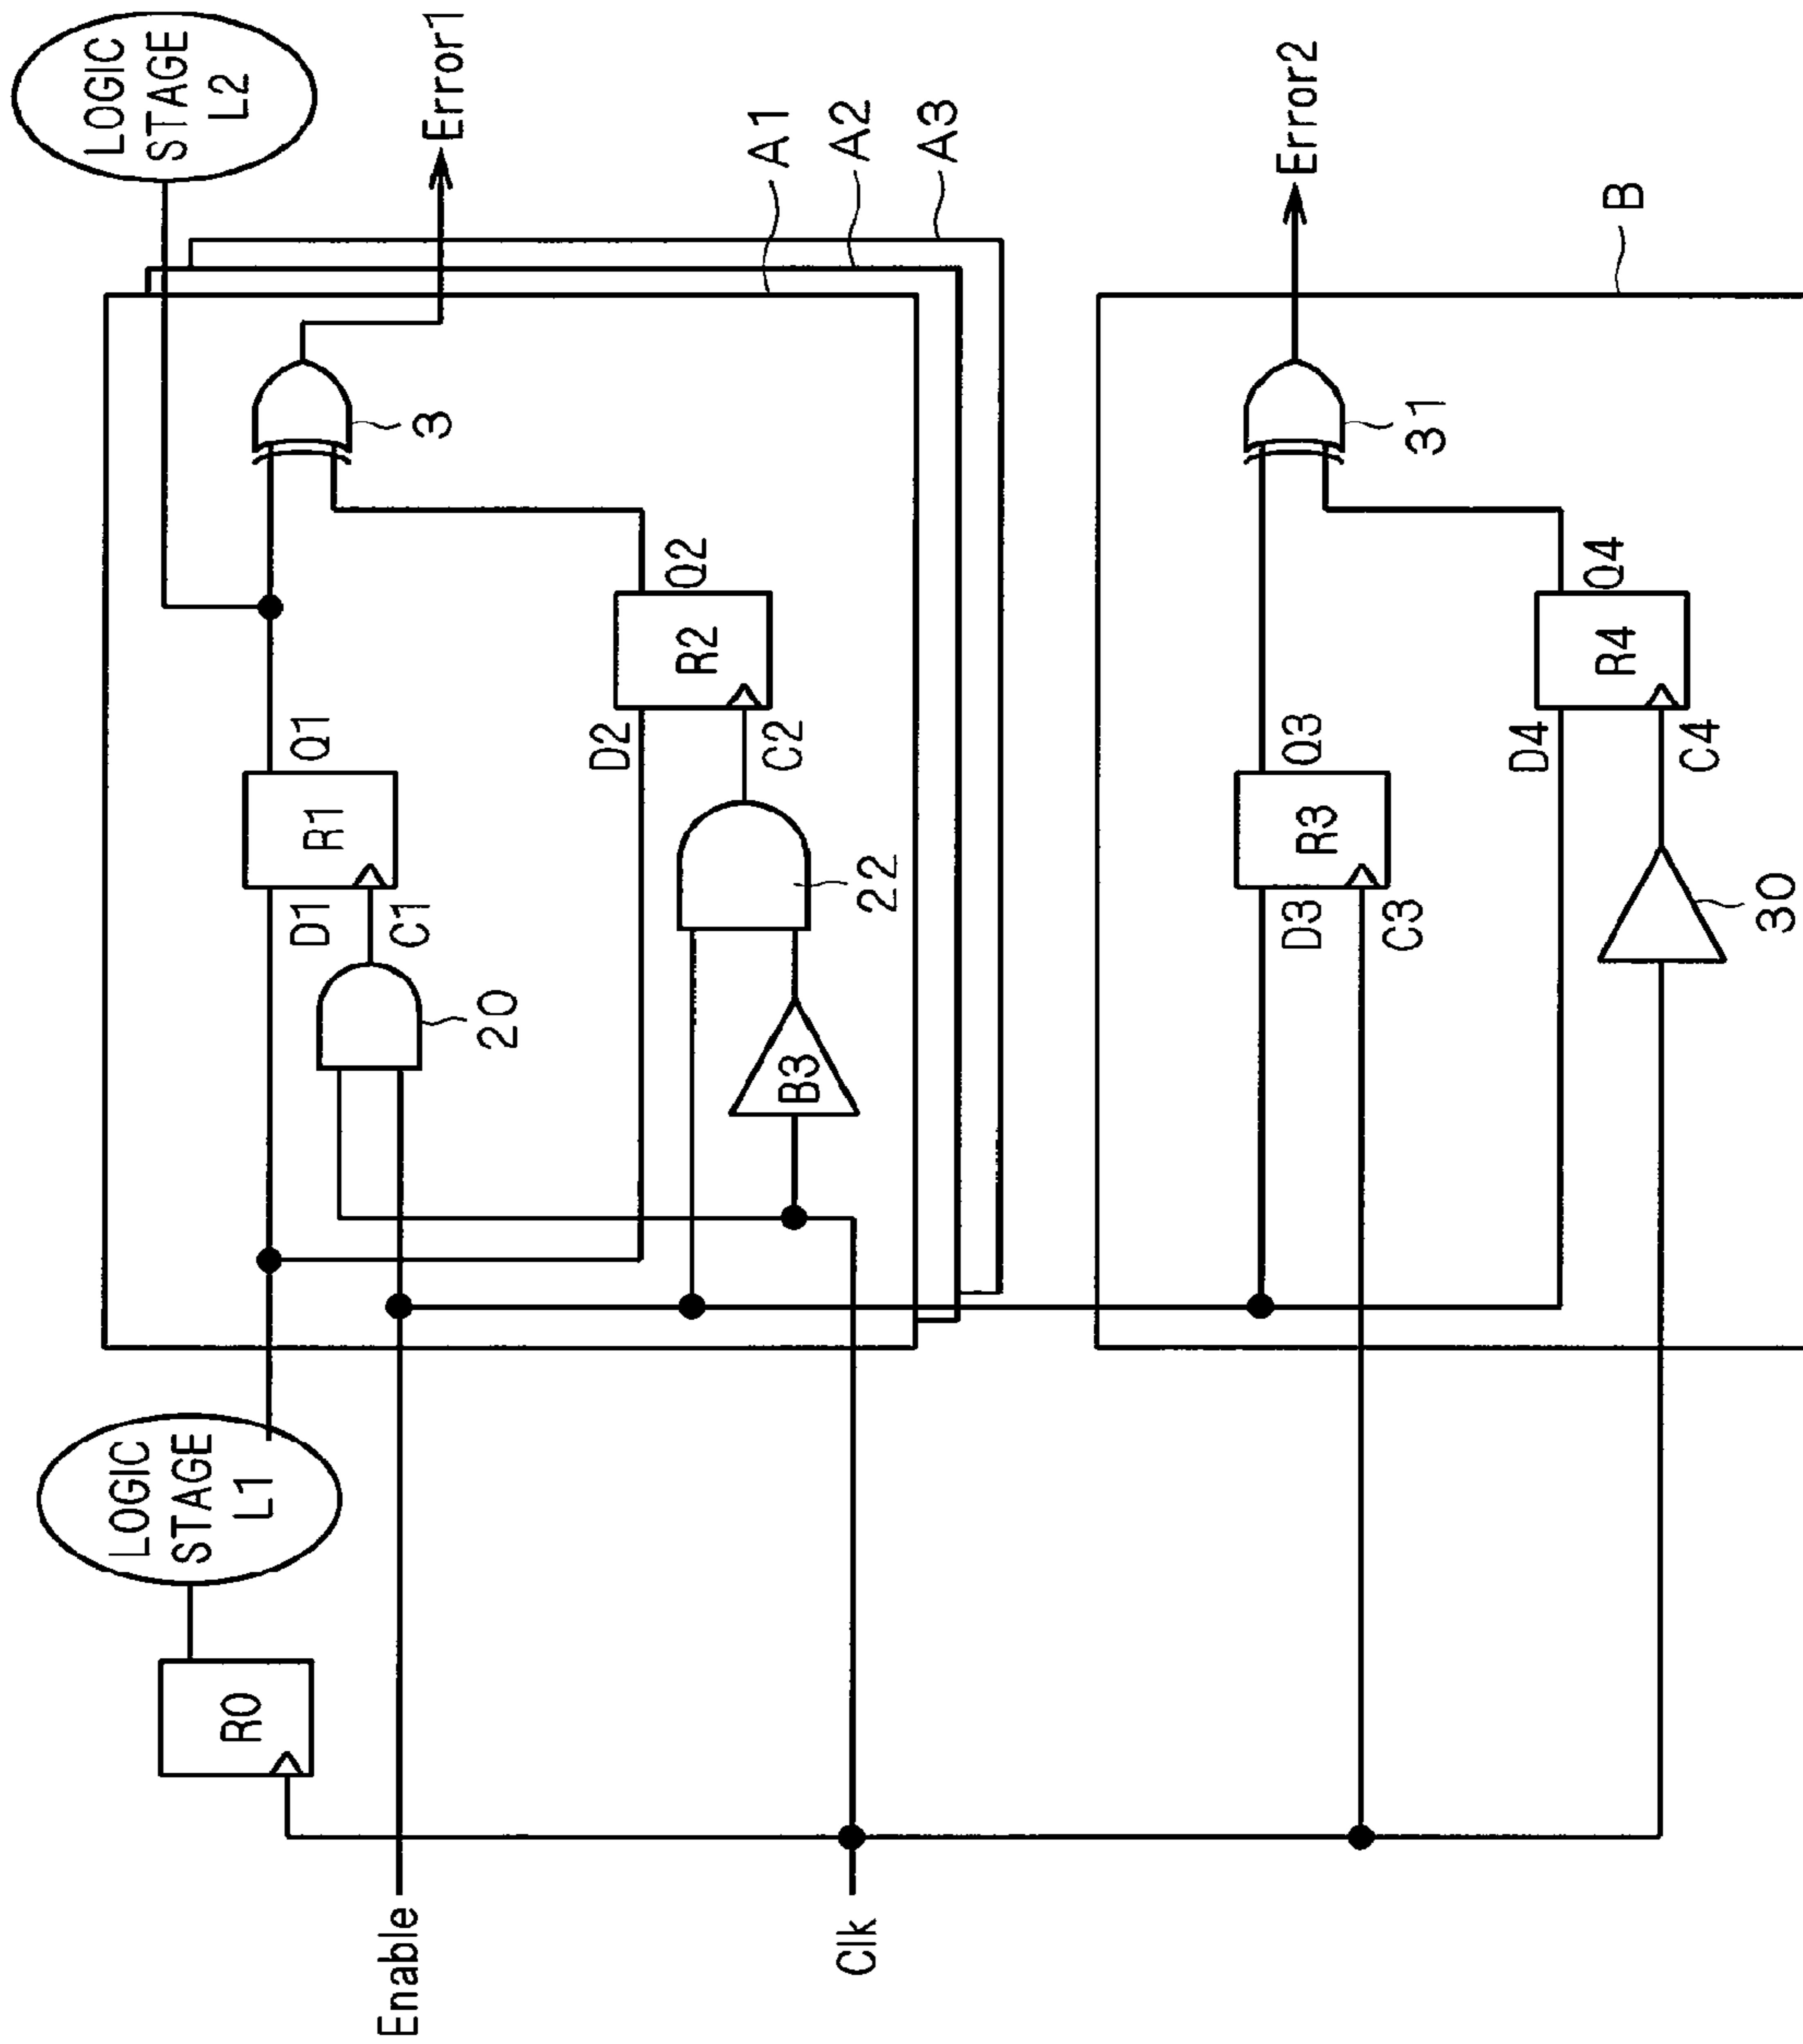 LOGIC
STAGE
L2
Error1
A1
A2
A3
3
Q1
R1
D1
C1
20
Q2
R2
D2
C2
22
B3
LOGIC
STAGE
L1
R0
Enable
Clk
Error2
B
31
Q3
R3
D3
C3
Q4
R4
D4
C4
30